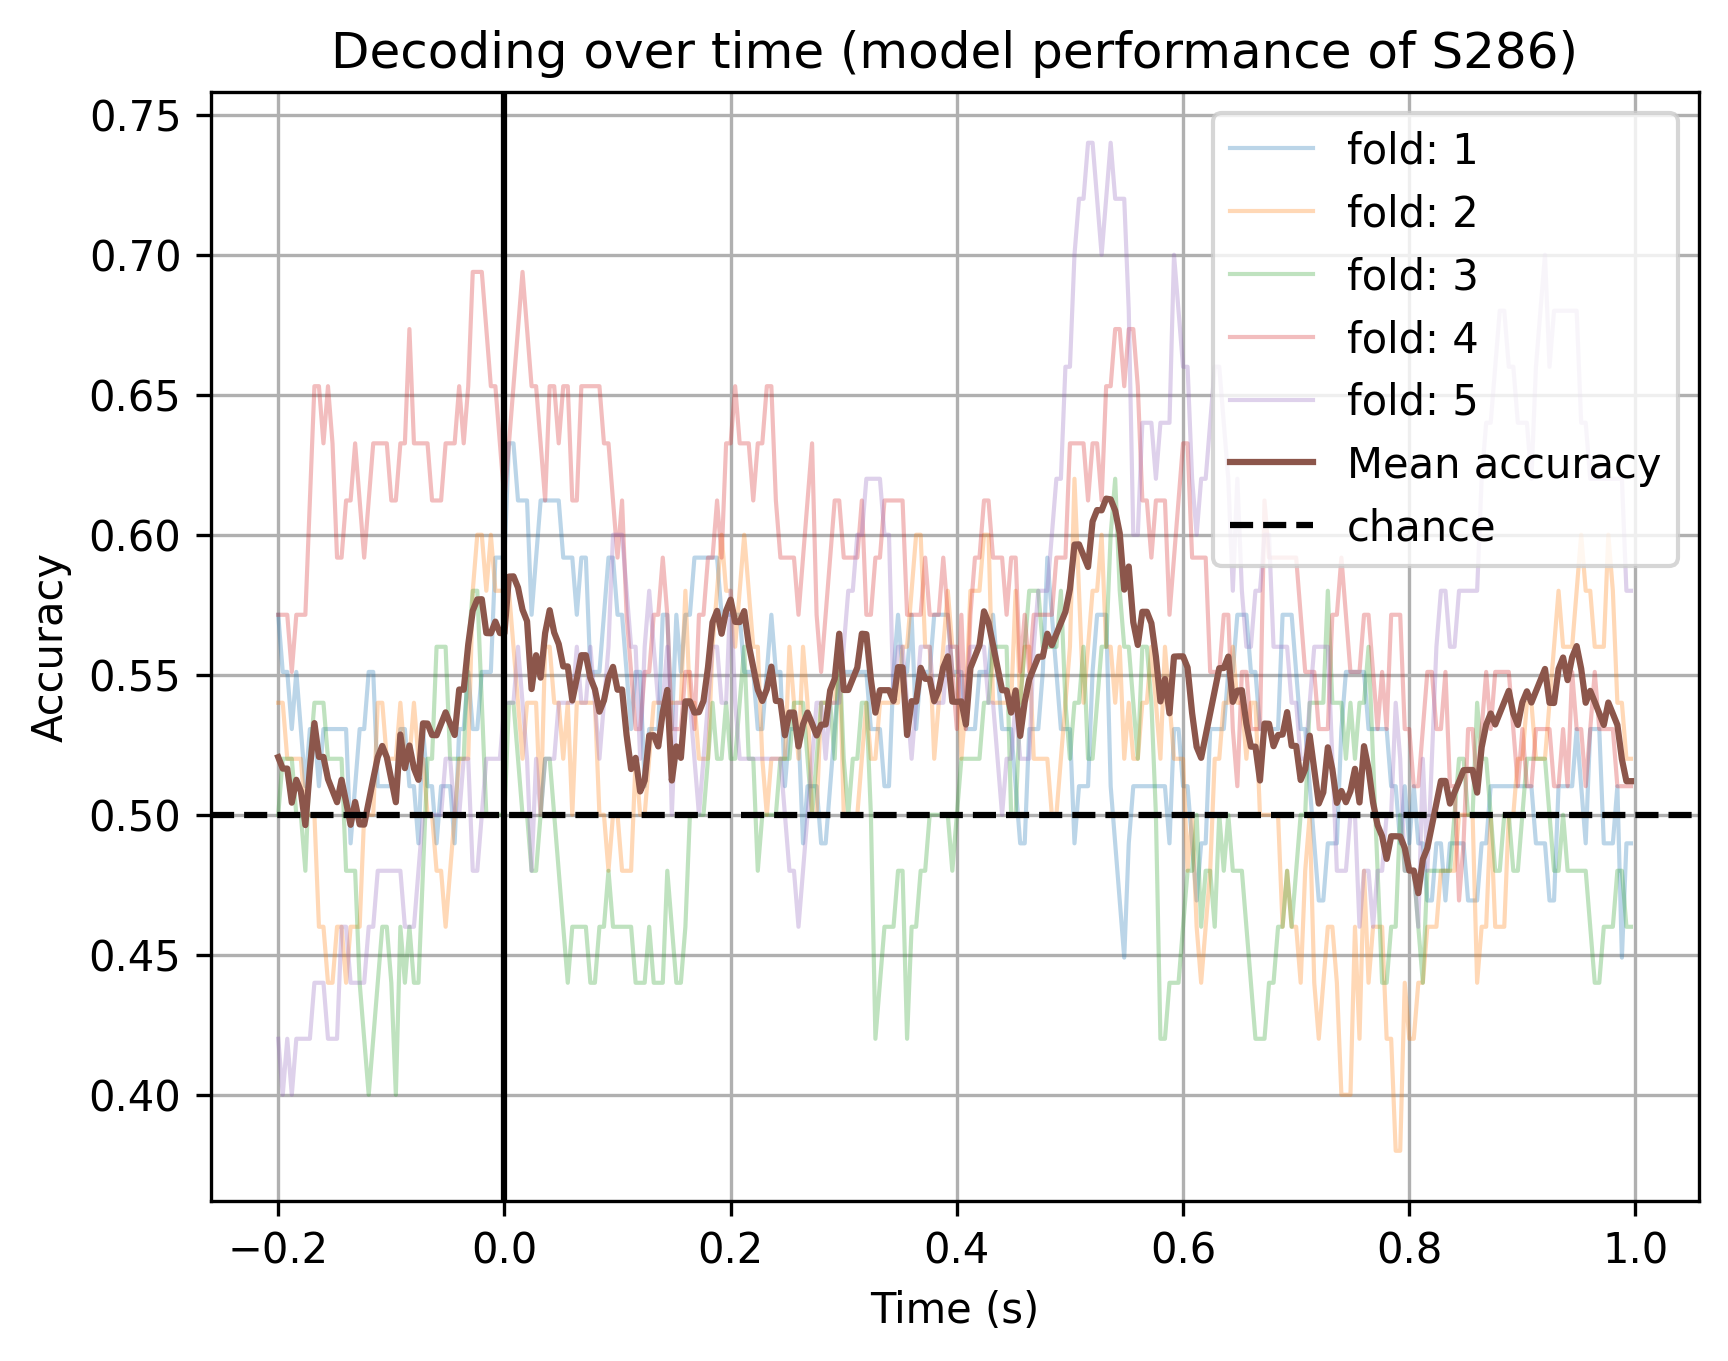 Decoding over time (model performance of S286)
0.75
0.70
0.65
0.60
0.55
0.50
0.45
0.40
Accuracy
fold: 1
fold: 2
fold: 3
fold: 4
fold: 5
Mean accuracy
chance
−0.2
0.0
0.2
0.4
0.6
0.8
1.0
Time (s)